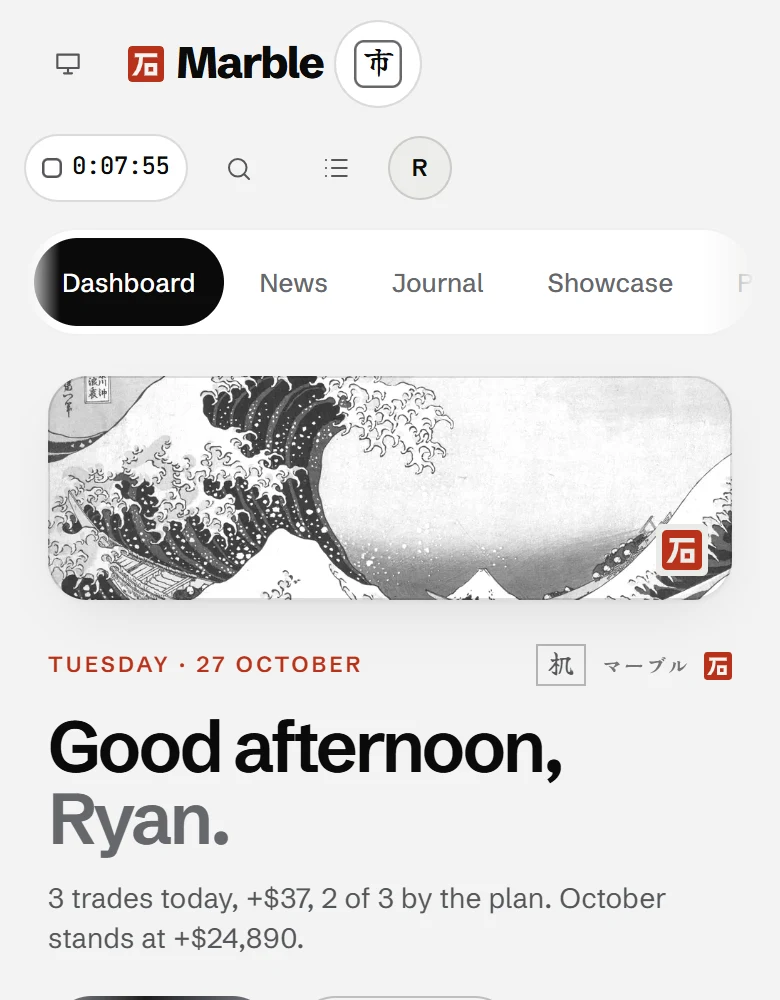 石 Marble 市
0:07:55
R
Dashboard News Journal Showcase P
TUESDAY · 27 OCTOBER 机 マーブル 石
Good afternoon,
Ryan.
3 trades today, +$37, 2 of 3 by the plan. October
stands at +$24,890.